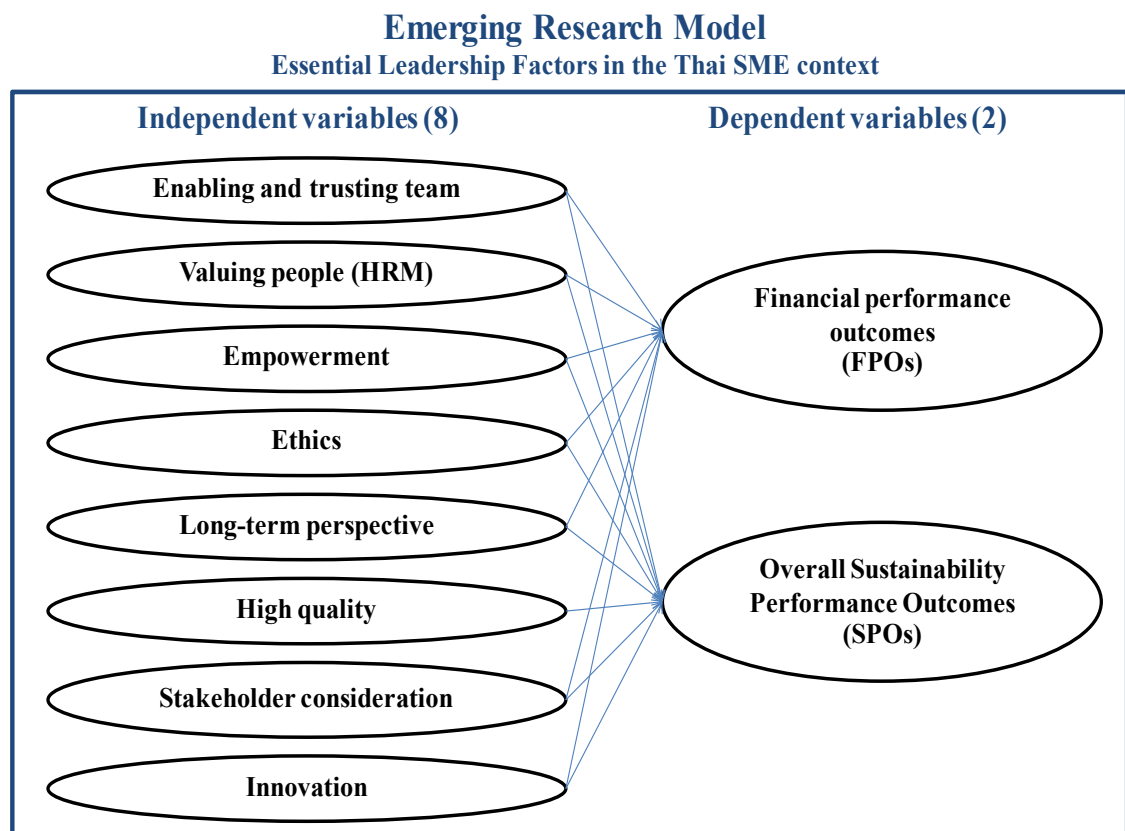 Emerging Research Model
Essential Leadership Factors in the Thai SME context
Independent variables (8)
Dependent variables (2)
Enabling and trusting team
Valuing people (HRM)
Empowerment
Ethics
Long-term perspective
High quality
Stakeholder consideration
Innovation
Financial performance
outcomes
(FPOs)
Overall Sustainability
Performance Outcomes
(SPOs)